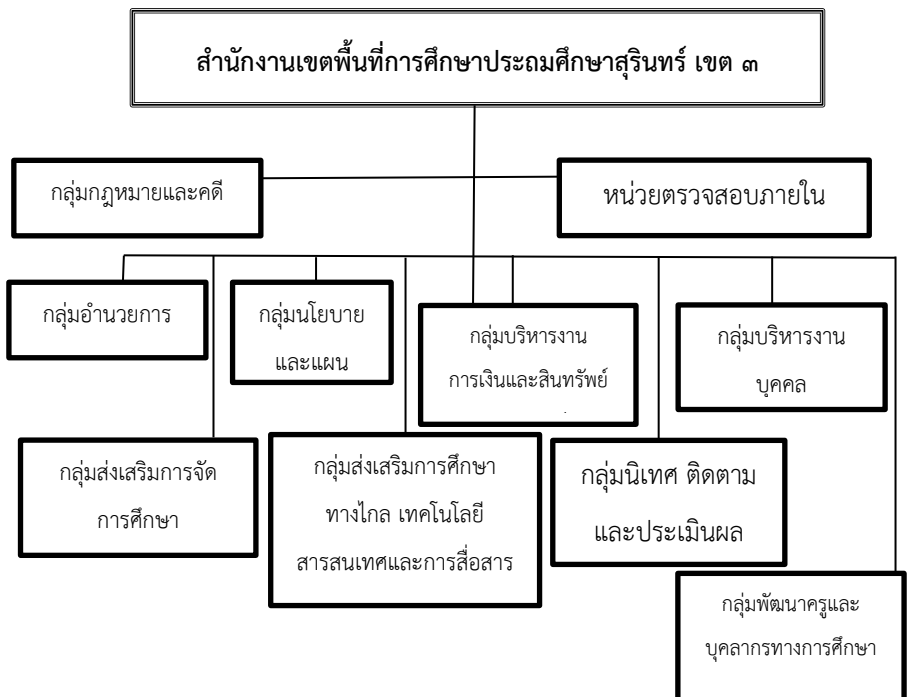 สำนักงานเขตพื้นที่การศึกษาประถมศึกษาสุรินทร์ เขต ๓
กลุ่มกฎหมายและคดี
หน่วยตรวจสอบภายใน
กลุ่มอำนวยการ
กลุ่มนโยบาย
และแผน
กลุ่มบริหารงาน
การเงินและสินทรัพย์
กลุ่มบริหารงาน
บุคคล
กลุ่มส่งเสริมการจัด
การศึกษา
กลุ่มส่งเสริมการศึกษา
ทางไกล เทคโนโลยี
สารสนเทศและการสื่อสาร
กลุ่มนิเทศ ติดตาม
และประเมินผล
กลุ่มพัฒนาครูและ
บุคลากรทางการศึกษา